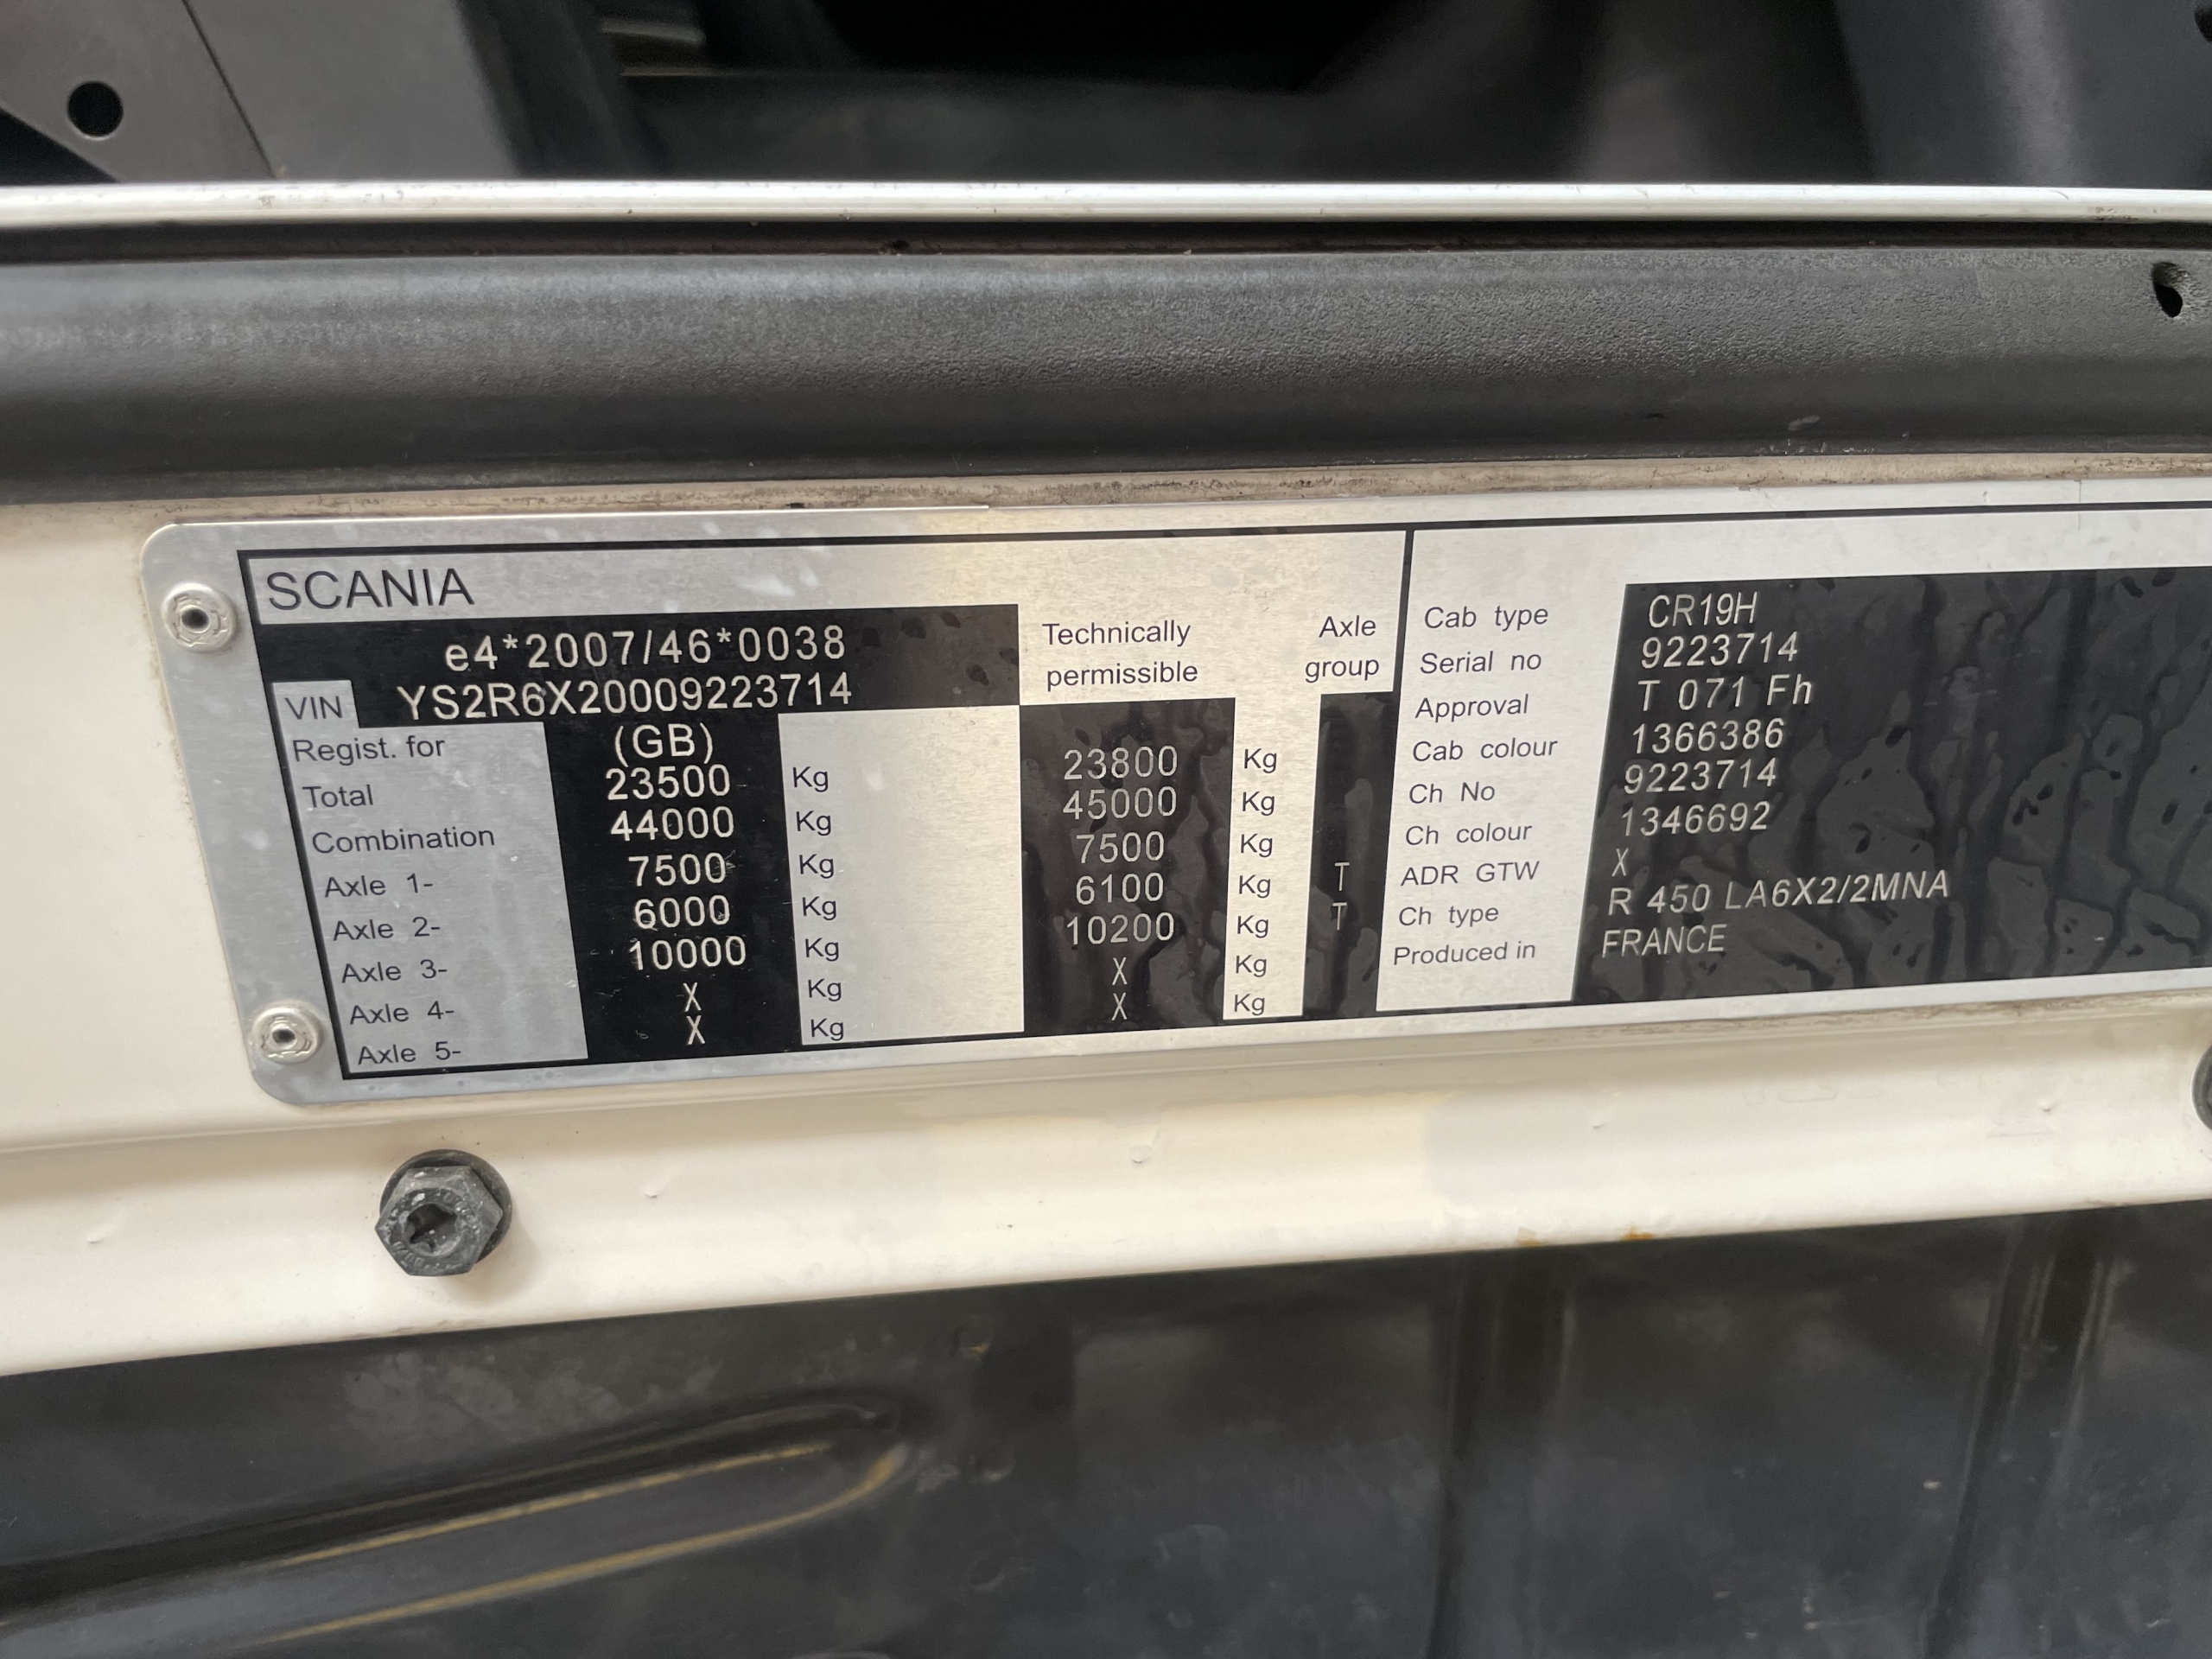 SCANIA
e4*2007/46*0038
VIN YS2R6X20009223714
Technically permissible
Axle group
Regist. for (GB)
Total 23500 Kg 23800 Kg
Combination 44000 Kg 45000 Kg
Axle 1- 7500 Kg 7500 Kg
Axle 2- 6000 Kg 6100 Kg T
Axle 3- 10000 Kg 10200 Kg T
Axle 4- X Kg X Kg
Axle 5- X Kg X Kg
Cab type CR19H
Serial no 9223714
Approval T 071 Fh
Cab colour 1366386
Ch No 9223714
Ch colour 1346692
ADR GTW X
Ch type R 450 LA6X2/2MNA
Produced in FRANCE